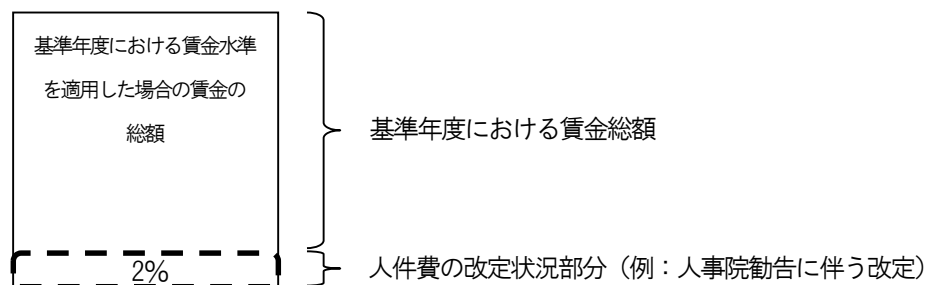 基準年度における賃金水準
を適用した場合の賃金の
総額
基準年度における賃金総額
2%
人件費の改定状況部分（例：人事院勧告に伴う改定）